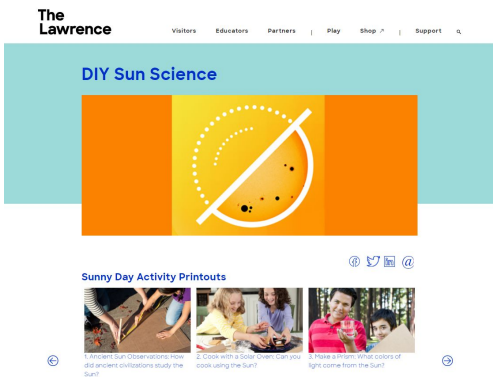 The
Lawrence
Visitors Educators Partners | Play Shop ↗ | Support
DIY Sun Science
Sunny Day Activity Printouts
1. Ancient Sun Observations: How
did ancient civilizations study the
Sun?
2. Cook with a Solar Oven: Can you
cook using the Sun?
3. Make a Prism: What colors of
light come from the Sun?